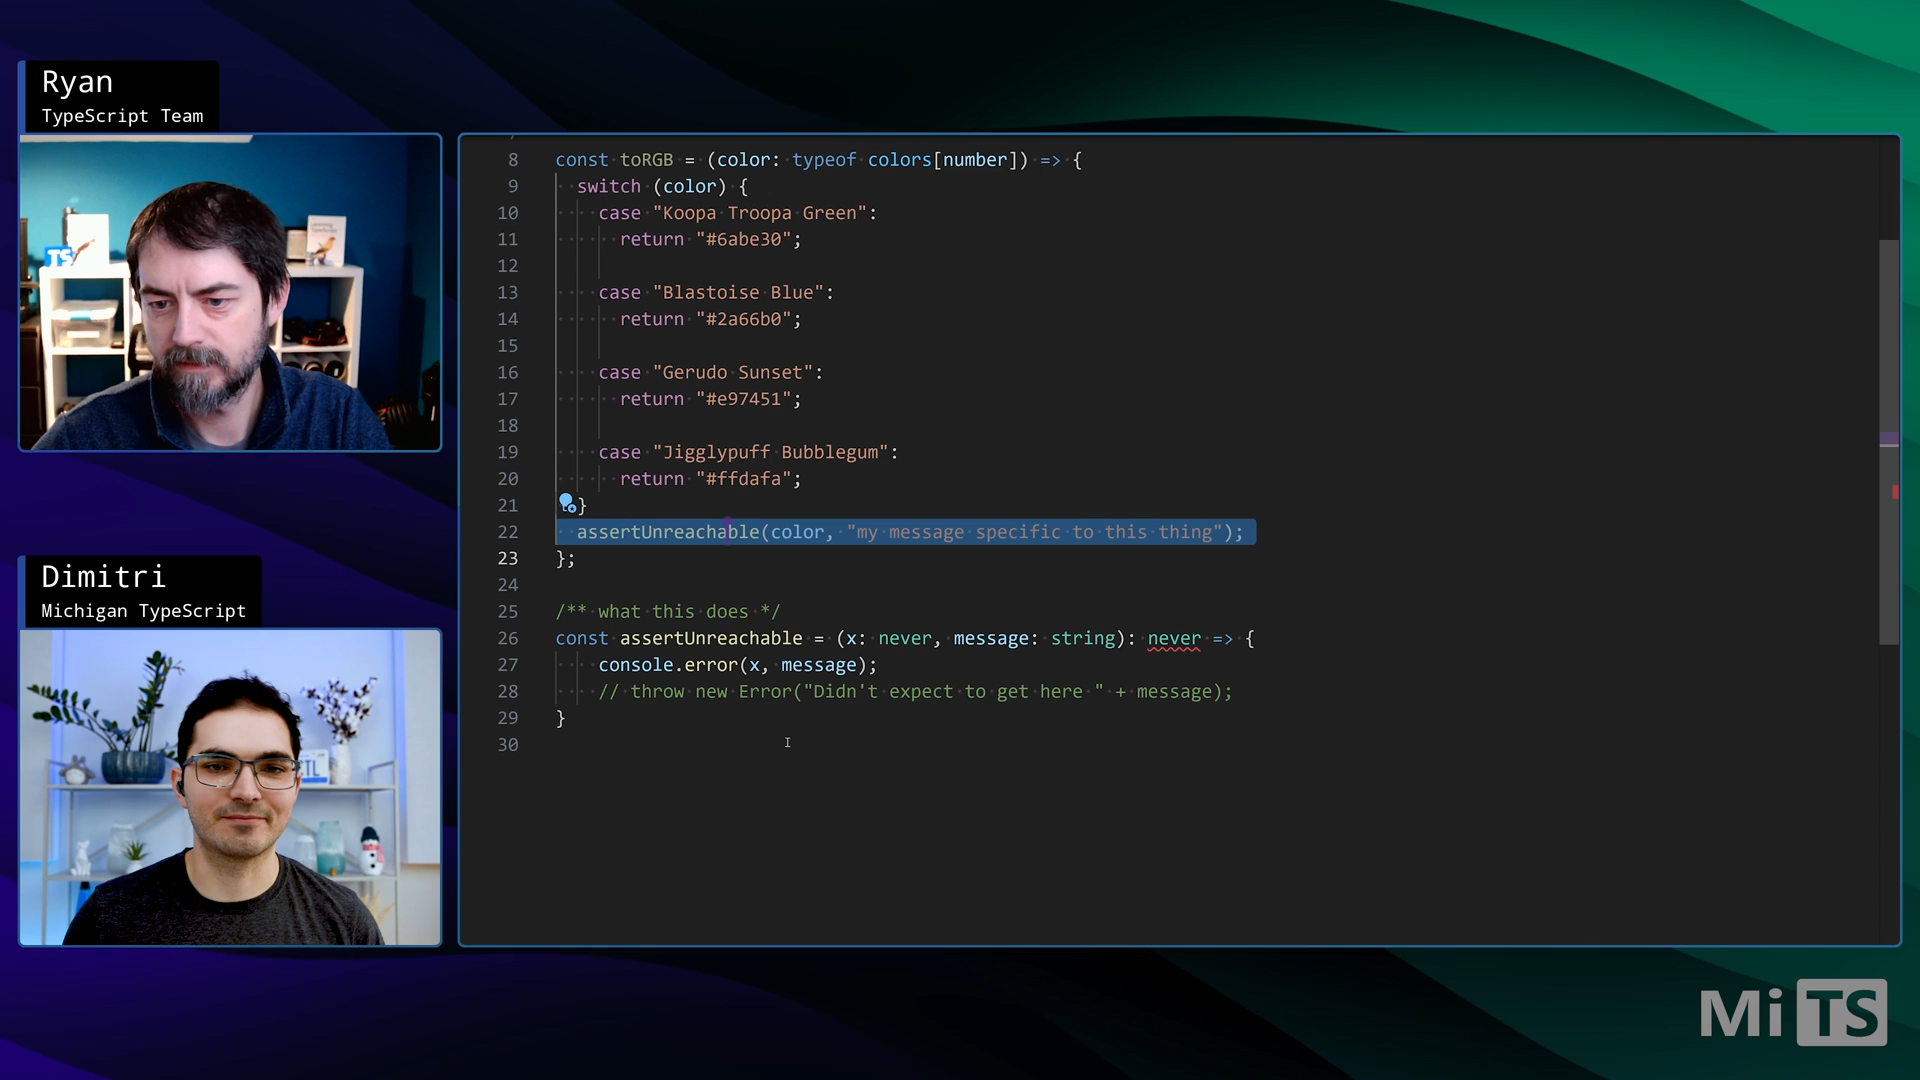 Ryan
TypeScript Team
TS
8 const toRGB = (color: typeof colors[number]) => {
9 switch (color) {
10 case "Koopa Troopa Green":
11 return "#6abe30";
12
13 case "Blastoise Blue":
14 return "#2a66b0";
15
16 case "Gerudo Sunset":
17 return "#e97451";
18
19 case "Jigglypuff Bubblegum":
20 return "#ffdafa";
21 }
22 assertUnreachable(color, "my message specific to this thing");
23 };
24
25 /** what this does */
26 const assertUnreachable = (x: never, message: string): never => {
27 console.error(x, message);
28 // throw new Error("Didn't expect to get here " + message);
29 }
30
Dimitri
Michigan TypeScript
MiTS